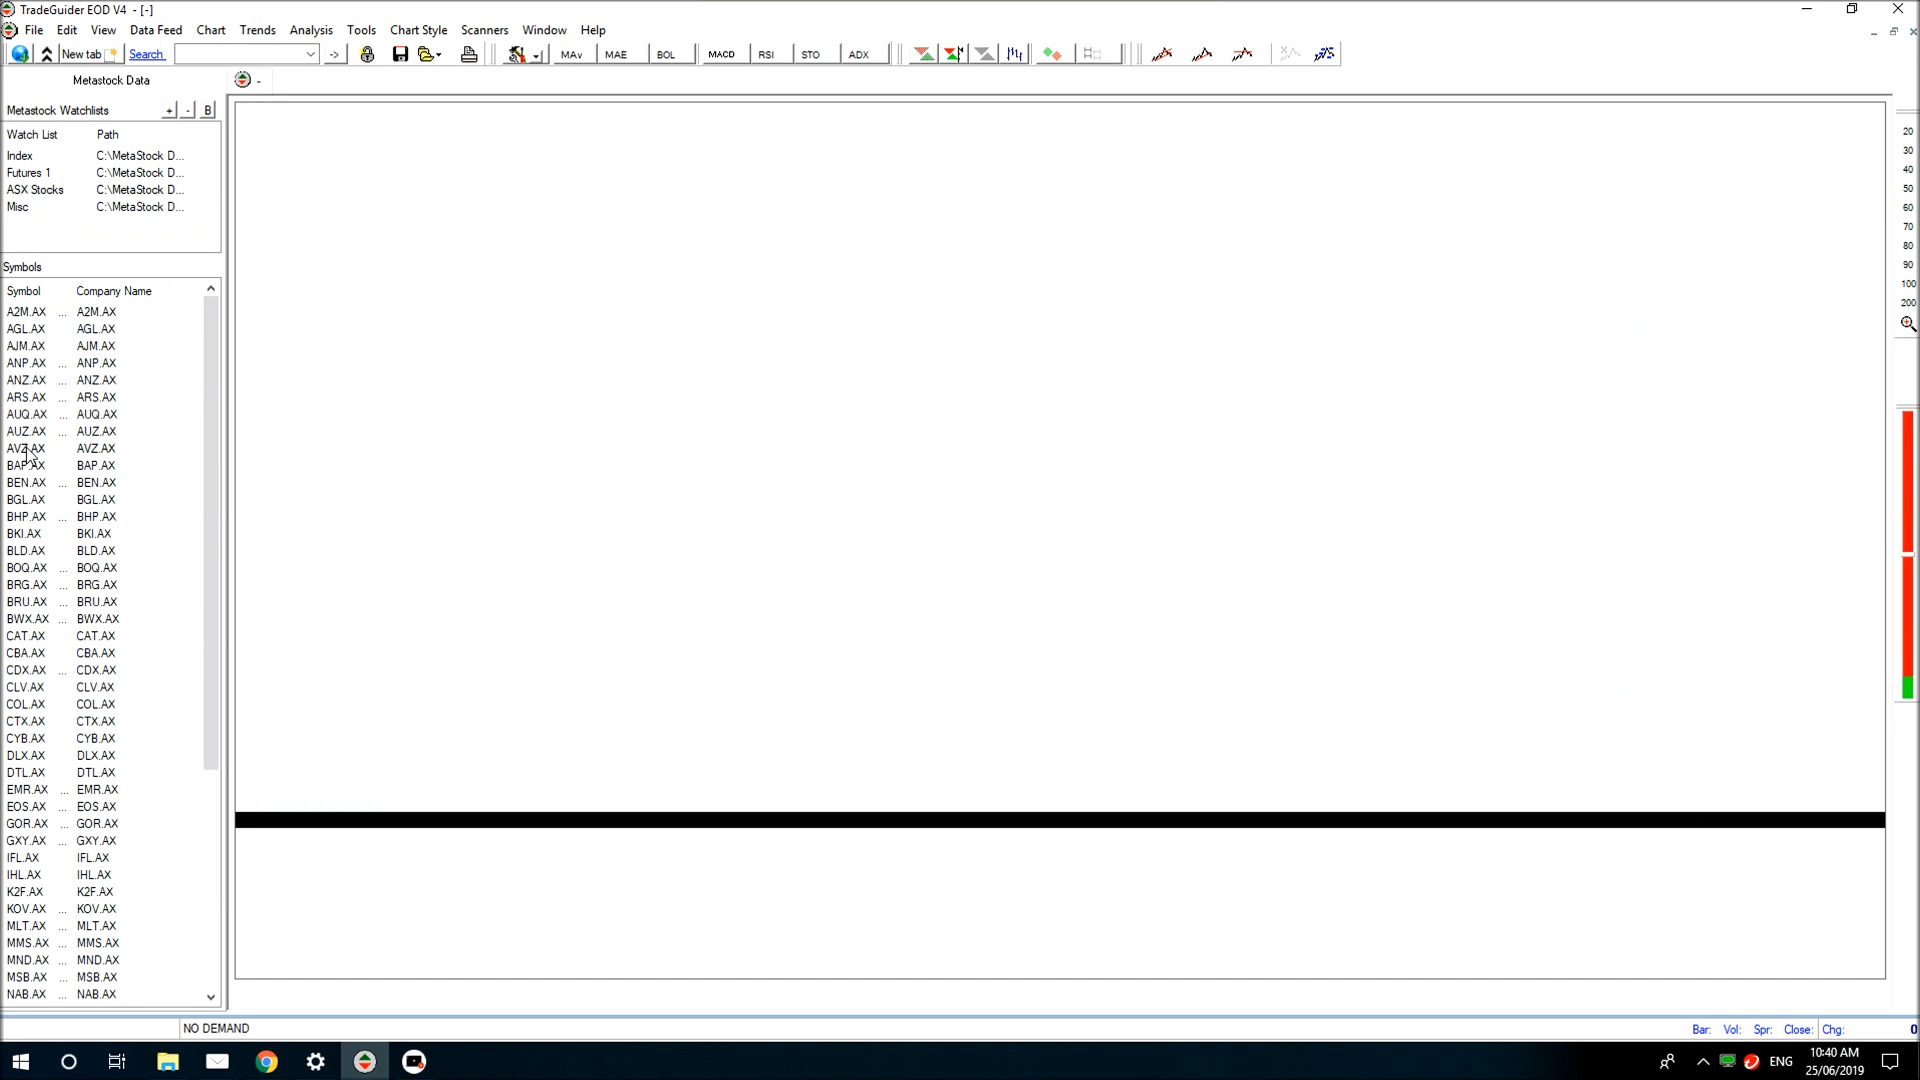 TradeGuider EOD V4 - [-]
File Edit View Data Feed Chart Trends Analysis Tools Chart Style Scanners Window Help
New tab Search -> MAv MAE BOL MACD RSI STO ADX
Metastock Data -
Metastock Watchlists + - B
Watch List Path
Index C:\MetaStock D...
Futures 1 C:\MetaStock D...
ASX Stocks C:\MetaStock D...
Misc C:\MetaStock D...
Symbols
Symbol Company Name
A2M.AX ... A2M.AX
AGL.AX AGL.AX
AJM.AX AJM.AX
ANP.AX ... ANP.AX
ANZ.AX ... ANZ.AX
ARS.AX ... ARS.AX
AUQ.AX ... AUQ.AX
AUZ.AX ... AUZ.AX
AVZ.AX AVZ.AX
BAP.AX BAP.AX
BEN.AX ... BEN.AX
BGL.AX BGL.AX
BHP.AX ... BHP.AX
BKI.AX BKI.AX
BLD.AX BLD.AX
BOQ.AX ... BOQ.AX
BRG.AX ... BRG.AX
BRU.AX ... BRU.AX
BWX.AX ... BWX.AX
CAT.AX CAT.AX
CBA.AX CBA.AX
CDX.AX ... CDX.AX
CLV.AX CLV.AX
COL.AX COL.AX
CTX.AX CTX.AX
CYB.AX CYB.AX
DLX.AX DLX.AX
DTL.AX DTL.AX
EMR.AX ... EMR.AX
EOS.AX ... EOS.AX
GOR.AX ... GOR.AX
GXY.AX ... GXY.AX
IFL.AX IFL.AX
IHL.AX IHL.AX
K2F.AX K2F.AX
KOV.AX ... KOV.AX
MLT.AX ... MLT.AX
MMS.AX ... MMS.AX
MND.AX ... MND.AX
MSB.AX ... MSB.AX
NAB.AX ... NAB.AX
20
30
40
50
60
70
80
90
100
200
NO DEMAND Bar: Vol: Spr: Close: Chg: 0
ENG
10:40 AM
25/06/2019